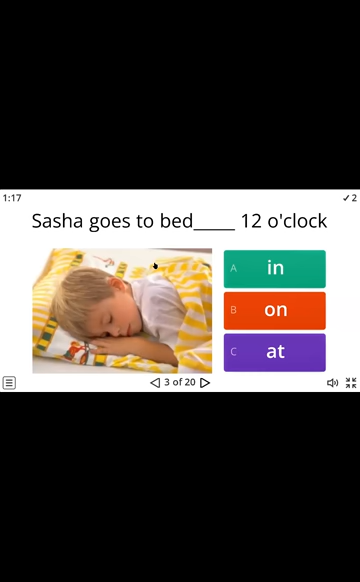 1:17
✓ 2
Sasha goes to bed_____ 12 o'clock
A in
B on
C at
3 of 20